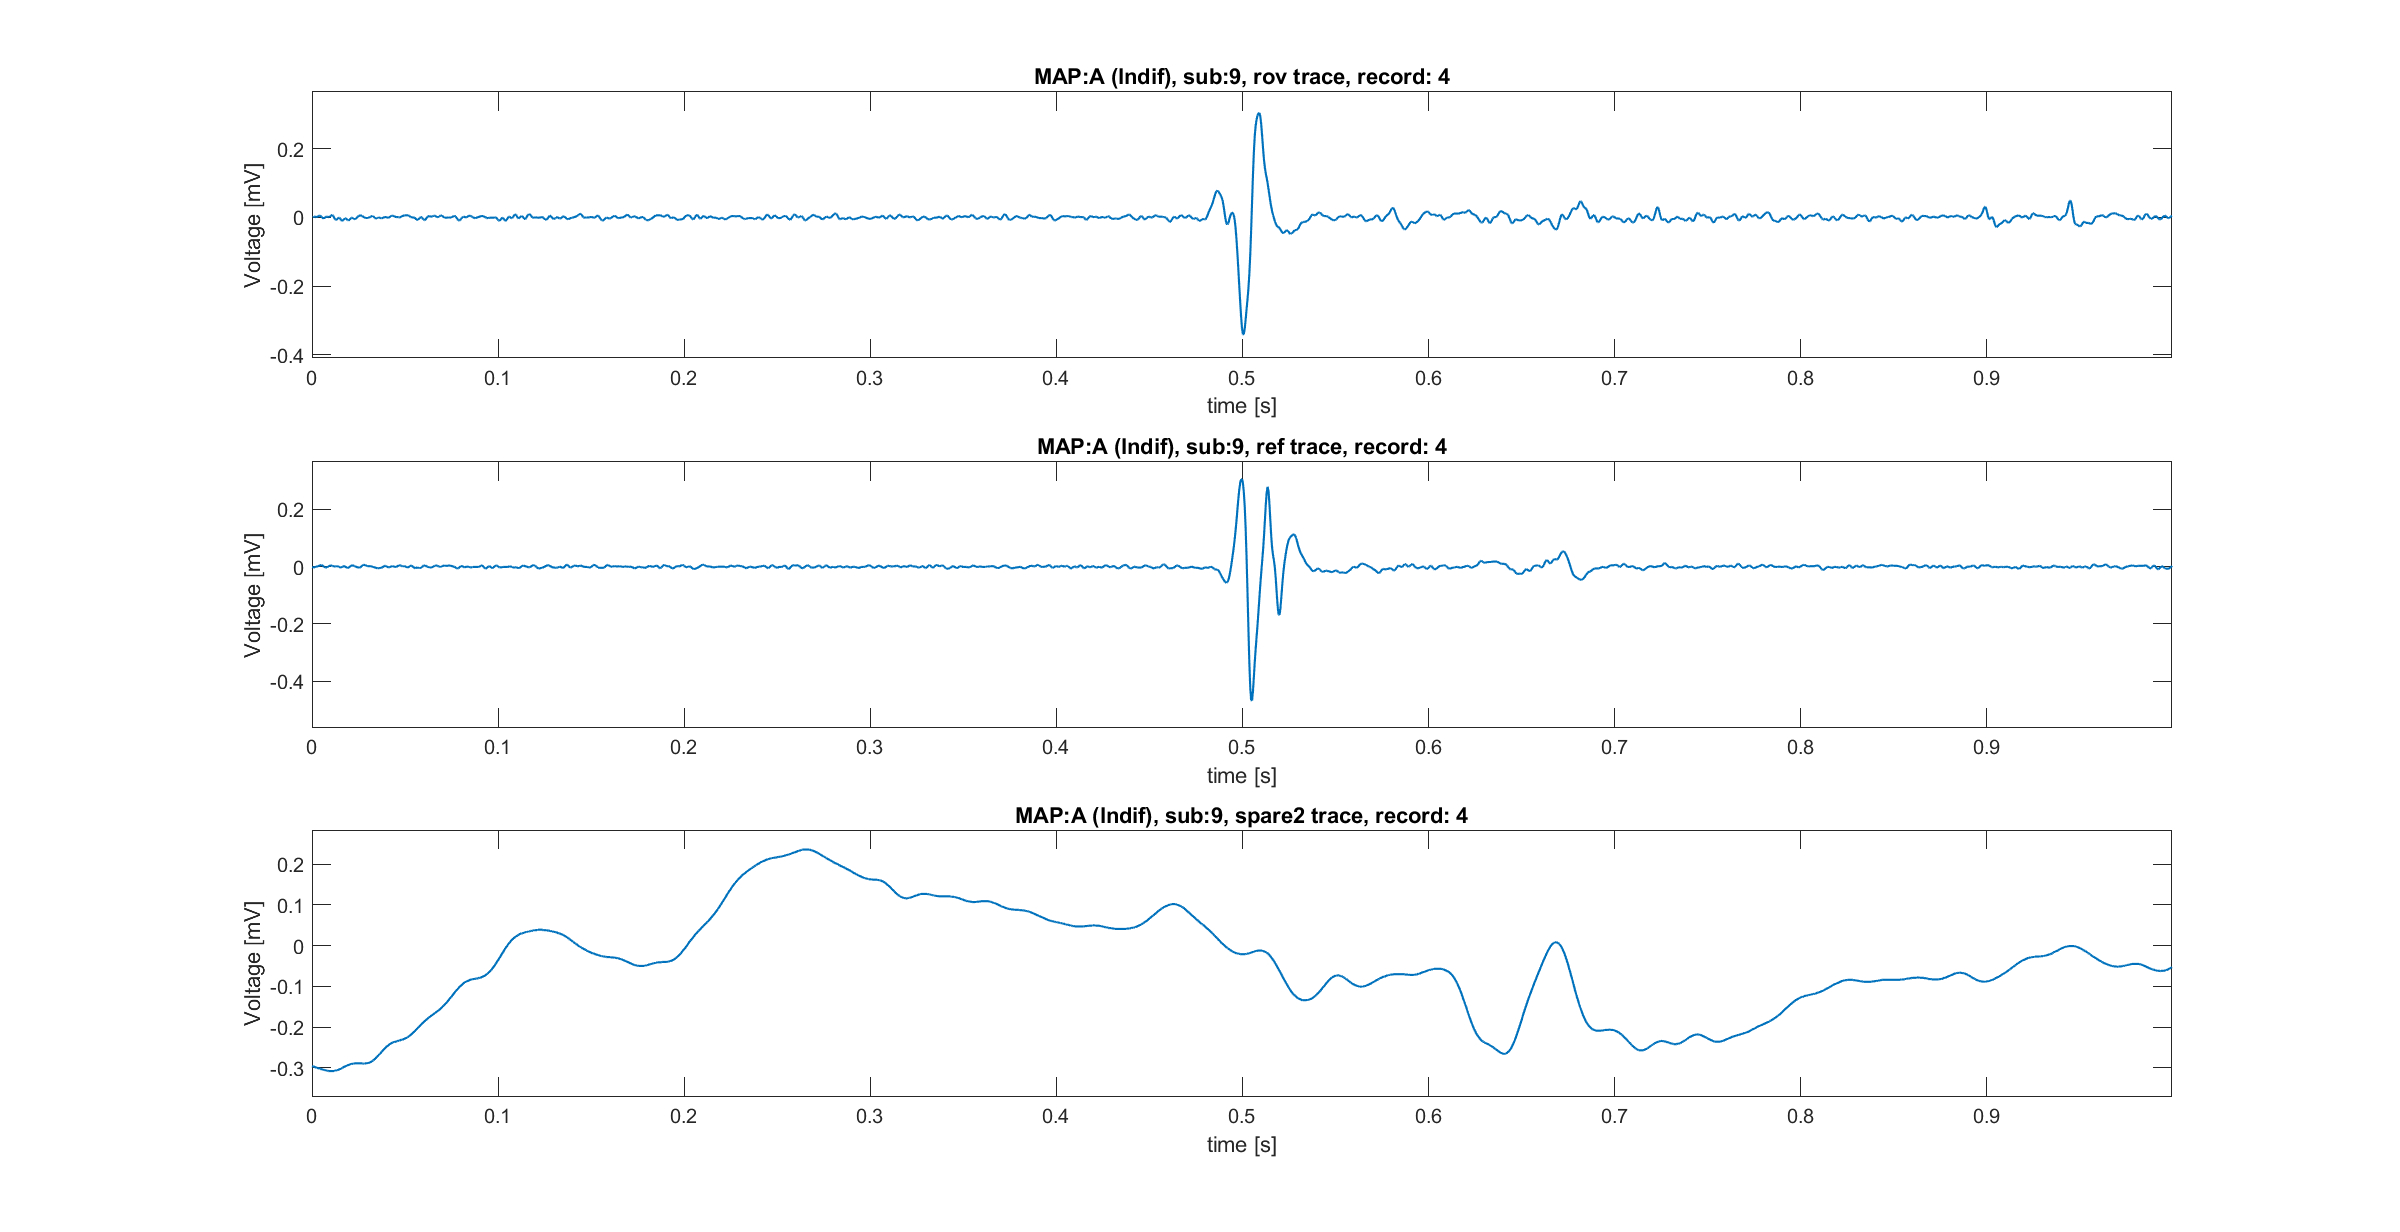 MAP:A (Indif), sub:9, rov trace, record: 4
Voltage [mV]
0.2
0
-0.2
-0.4
0 0.1 0.2 0.3 0.4 0.5 0.6 0.7 0.8 0.9
time [s]
MAP:A (Indif), sub:9, ref trace, record: 4
Voltage [mV]
0.2
0
-0.2
-0.4
0 0.1 0.2 0.3 0.4 0.5 0.6 0.7 0.8 0.9
time [s]
MAP:A (Indif), sub:9, spare2 trace, record: 4
Voltage [mV]
0.2
0.1
0
-0.1
-0.2
-0.3
0 0.1 0.2 0.3 0.4 0.5 0.6 0.7 0.8 0.9
time [s]